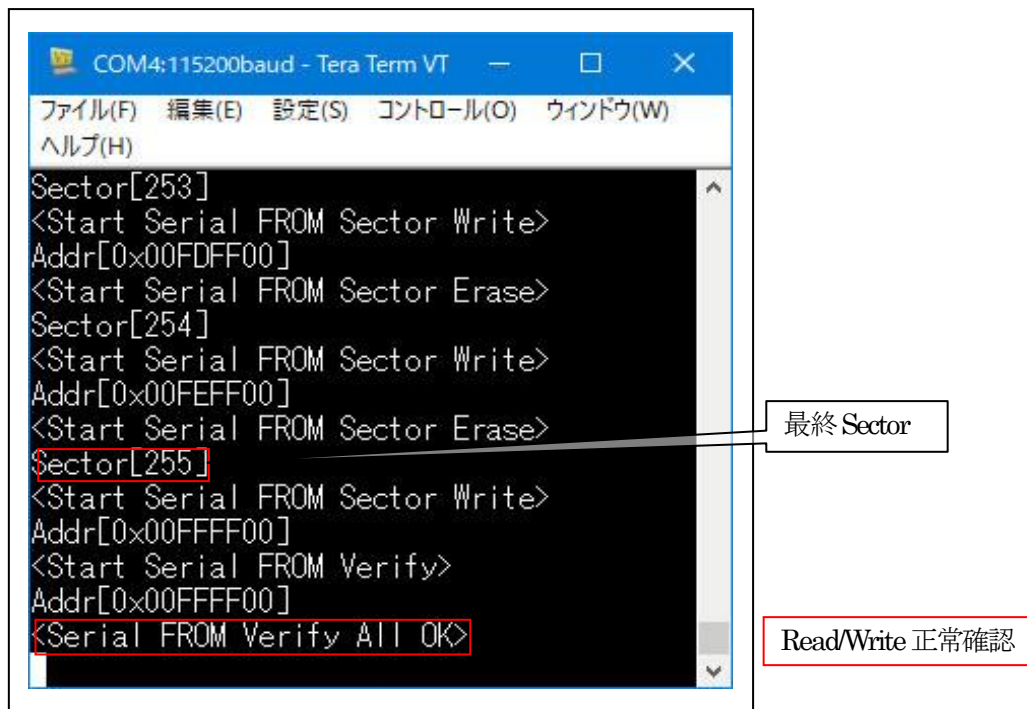 COM4:115200baud - Tera Term VT
ファイル(F) 編集(E) 設定(S) コントロール(O) ウィンドウ(W)
ヘルプ(H)
Sector[253]
<Start Serial FROM Sector Write>
Addr[0x00FDFF00]
<Start Serial FROM Sector Erase>
Sector[254]
<Start Serial FROM Sector Write>
Addr[0x00FEFF00]
<Start Serial FROM Sector Erase>
最終 Sector
Sector[255]
<Start Serial FROM Sector Write>
Addr[0x00FFFF00]
<Start Serial FROM Verify>
Addr[0x00FFFF00]
<Serial FROM Verify All OK>
Read/Write 正常確認